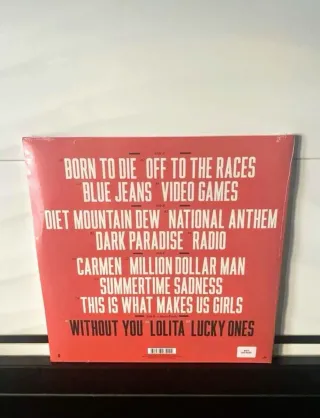 BORN TO DIE OFF TO THE RACES
BLUE JEANS VIDEO GAMES
DIET MOUNTAIN DEW NATIONAL ANTHEM
DARK PARADISE RADIO
CARMEN MILLION DOLLAR MAN
SUMMERTIME SADNESS
THIS IS WHAT MAKES US GIRLS
WITHOUT YOU LOLITA LUCKY ONES